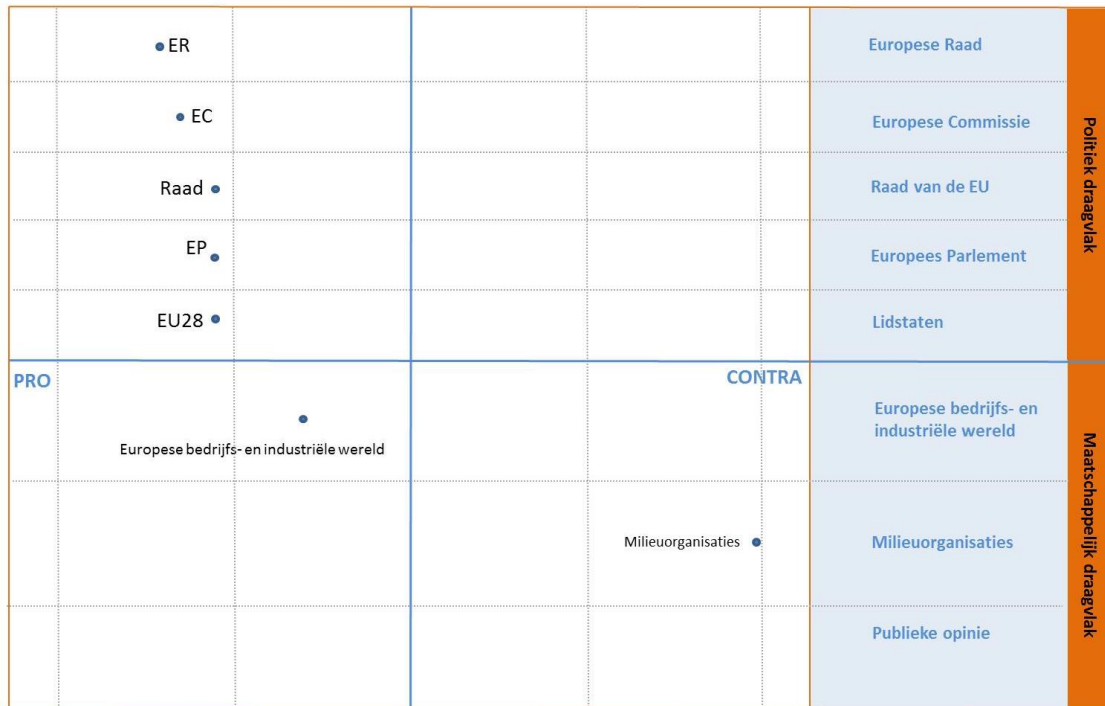 ER
Europese Raad
EC
Europese Commissie
Raad
Raad van de EU
EP
Europees Parlement
EU28
Lidstaten
Politiek draagvlak
PRO
CONTRA
Europese bedrijfs- en industriële wereld
Europese bedrijfs- en
industriële wereld
Milieuorganisaties
Milieuorganisaties
Publieke opinie
Maatschappelijk draagvlak